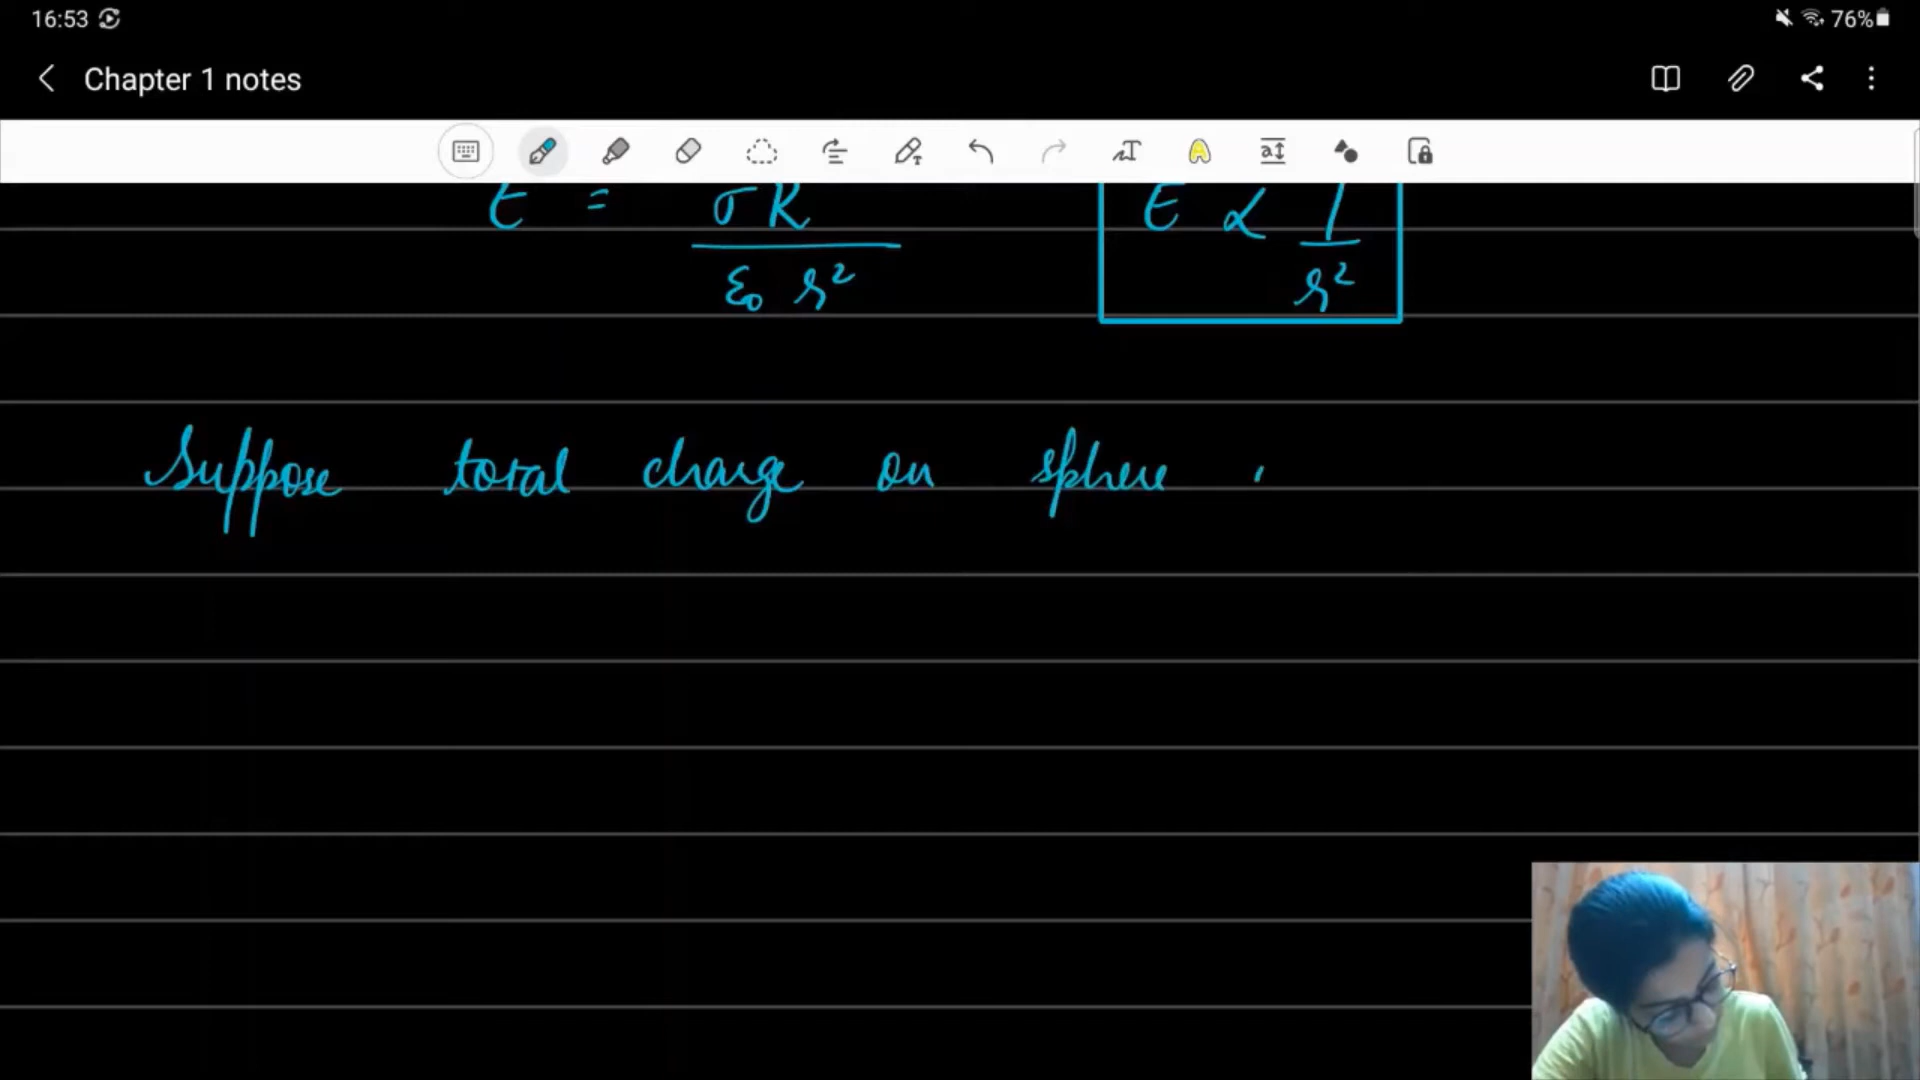 16:53 76%
Chapter 1 notes
E = σR / ε₀ r² E ∝ 1 / r²
Suppose total charge on sphere